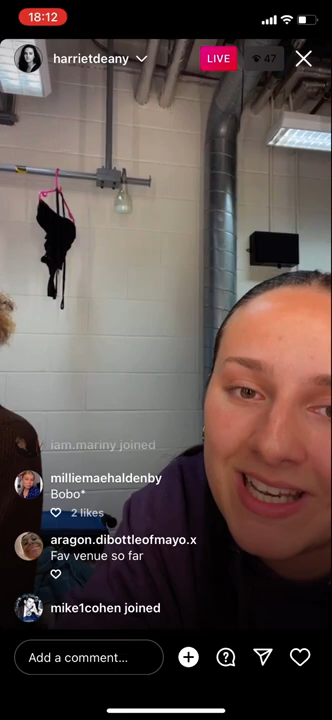 18:12
harrietdeany
LIVE
47
iam.mariny joined
milliemaehaldenby
Bobo*
2 likes
aragon.dibottleofmayo.x
Fav venue so far
mike1cohen joined
Add a comment...